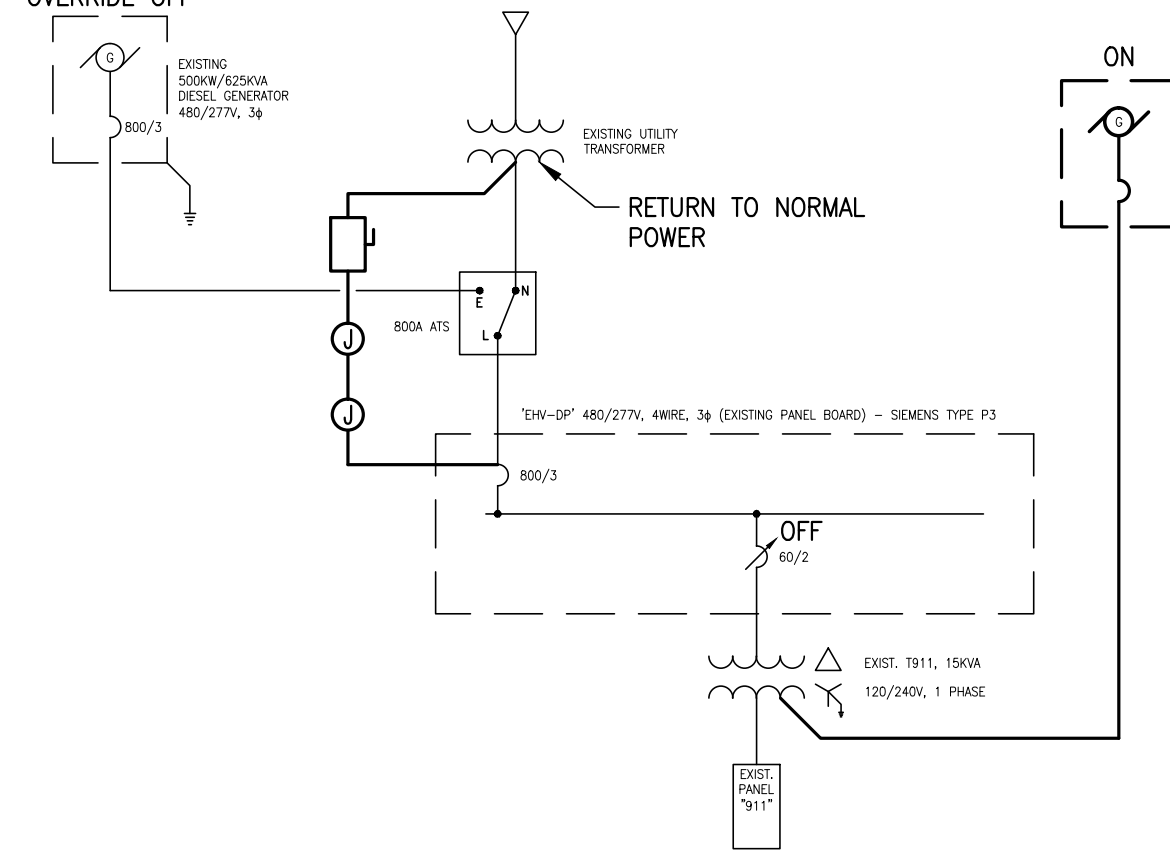 G
EXISTING
500KW/625KVA
DIESEL GENERATOR
480/277V, 3ϕ
800/3
EXISTING UTILITY
TRANSFORMER
RETURN TO NORMAL
POWER
ON
G
E
N
L
800A ATS
J
J
'EHV-DP' 480/277V, 4WIRE, 3ϕ (EXISTING PANEL BOARD) – SIEMENS TYPE P3
800/3
OFF
60/2
EXIST. T911, 15KVA
120/240V, 1 PHASE
EXIST.
PANEL
"911"